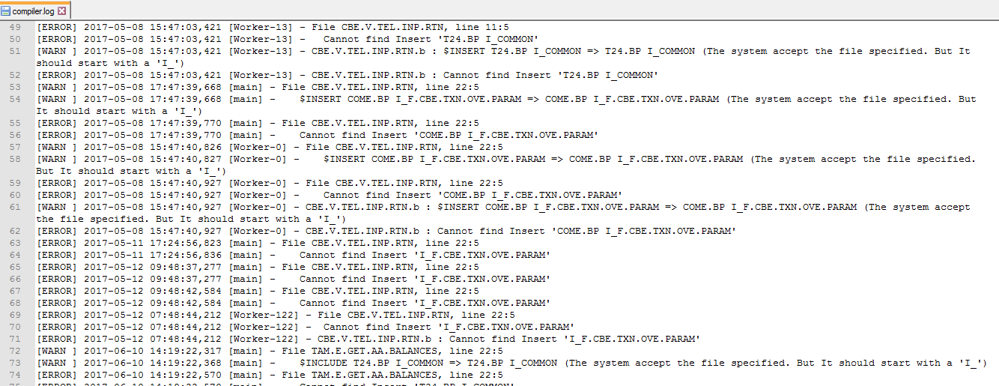 compiler.log
49 [ERROR] 2017-05-08 15:47:03,421 [Worker-13] - File CBE.V.TEL.INP.RTN, line 11:5
50 [ERROR] 2017-05-08 15:47:03,421 [Worker-13] -   Cannot find Insert 'T24.BP I_COMMON'
51 [WARN ] 2017-05-08 15:47:03,421 [Worker-13] - CBE.V.TEL.INP.RTN.b : $INSERT T24.BP I_COMMON => T24.BP I_COMMON (The system accept the file specified. But It
should start with a 'I_')
52 [ERROR] 2017-05-08 15:47:03,421 [Worker-13] - CBE.V.TEL.INP.RTN.b : Cannot find Insert 'T24.BP I_COMMON'
53 [WARN ] 2017-05-08 17:47:39,668 [main] - File CBE.V.TEL.INP.RTN, line 22:5
54 [WARN ] 2017-05-08 17:47:39,668 [main] -    $INSERT COME.BP I_F.CBE.TXN.OVE.PARAM => COME.BP I_F.CBE.TXN.OVE.PARAM (The system accept the file specified. But
It should start with a 'I_')
55 [ERROR] 2017-05-08 17:47:39,770 [main] - File CBE.V.TEL.INP.RTN, line 22:5
56 [ERROR] 2017-05-08 17:47:39,770 [main] -    Cannot find Insert 'COME.BP I_F.CBE.TXN.OVE.PARAM'
57 [WARN ] 2017-05-08 15:47:40,826 [Worker-0] - File CBE.V.TEL.INP.RTN, line 22:5
58 [WARN ] 2017-05-08 15:47:40,827 [Worker-0] -    $INSERT COME.BP I_F.CBE.TXN.OVE.PARAM => COME.BP I_F.CBE.TXN.OVE.PARAM (The system accept the file specified.
But It should start with a 'I_')
59 [ERROR] 2017-05-08 15:47:40,927 [Worker-0] - File CBE.V.TEL.INP.RTN, line 22:5
60 [ERROR] 2017-05-08 15:47:40,927 [Worker-0] -    Cannot find Insert 'COME.BP I_F.CBE.TXN.OVE.PARAM'
61 [WARN ] 2017-05-08 15:47:40,927 [Worker-0] - CBE.V.TEL.INP.RTN.b : $INSERT COME.BP I_F.CBE.TXN.OVE.PARAM => COME.BP I_F.CBE.TXN.OVE.PARAM (The system accept
the file specified. But It should start with a 'I_')
62 [ERROR] 2017-05-08 15:47:40,927 [Worker-0] - CBE.V.TEL.INP.RTN.b : Cannot find Insert 'COME.BP I_F.CBE.TXN.OVE.PARAM'
63 [ERROR] 2017-05-11 17:24:56,823 [main] - File CBE.V.TEL.INP.RTN, line 22:5
64 [ERROR] 2017-05-11 17:24:56,836 [main] -    Cannot find Insert 'I_F.CBE.TXN.OVE.PARAM'
65 [ERROR] 2017-05-12 09:48:37,277 [main] - File CBE.V.TEL.INP.RTN, line 22:5
66 [ERROR] 2017-05-12 09:48:37,277 [main] -    Cannot find Insert 'I_F.CBE.TXN.OVE.PARAM'
67 [ERROR] 2017-05-12 09:48:42,584 [main] - File CBE.V.TEL.INP.RTN, line 22:5
68 [ERROR] 2017-05-12 09:48:42,584 [main] -    Cannot find Insert 'I_F.CBE.TXN.OVE.PARAM'
69 [ERROR] 2017-05-12 07:48:44,212 [Worker-122] - File CBE.V.TEL.INP.RTN, line 22:5
70 [ERROR] 2017-05-12 07:48:44,212 [Worker-122] -  Cannot find Insert 'I_F.CBE.TXN.OVE.PARAM'
71 [ERROR] 2017-05-12 07:48:44,212 [Worker-122] - CBE.V.TEL.INP.RTN.b : Cannot find Insert 'I_F.CBE.TXN.OVE.PARAM'
72 [WARN ] 2017-06-10 14:19:22,317 [main] - File TAM.E.GET.AA.BALANCES, line 22:5
73 [WARN ] 2017-06-10 14:19:22,368 [main] -    $INCLUDE T24.BP I_COMMON => T24.BP I_COMMON (The system accept the file specified. But It should start with a 'I_')
74 [ERROR] 2017-06-10 14:19:22,570 [main] - File TAM.E.GET.AA.BALANCES, line 22:5
75 [ERROR] 2017-06-10 14:19:22,570 [main] -    Cannot find Insert 'T24.BP I_COMMON'